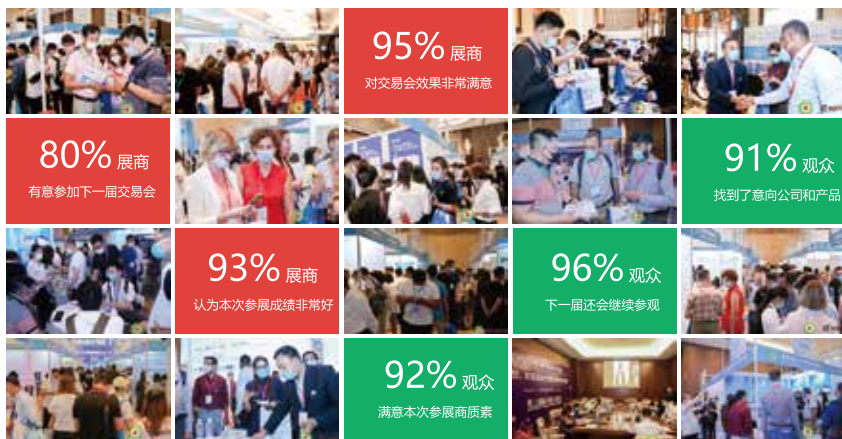 95% 展商
对交易会效果非常满意
80% 展商
有意参加下一届交易会
91% 观众
找到了意向公司和产品
93% 展商
认为本次参展成绩非常好
96% 观众
下一届还会继续参观
92% 观众
满意本次参展商质素